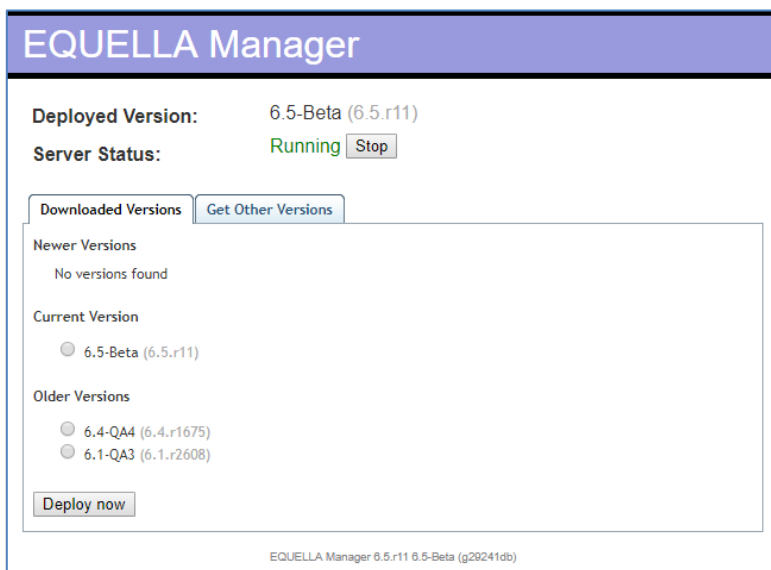 EQUELLA Manager
Deployed Version: 6.5-Beta (6.5.r11)
Server Status: Running Stop
Downloaded Versions Get Other Versions
Newer Versions
No versions found
Current Version
6.5-Beta (6.5.r11)
Older Versions
6.4-QA4 (6.4.r1675)
6.1-QA3 (6.1.r2608)
Deploy now
EQUELLA Manager 6.5.r11 6.5-Beta (g29241db)